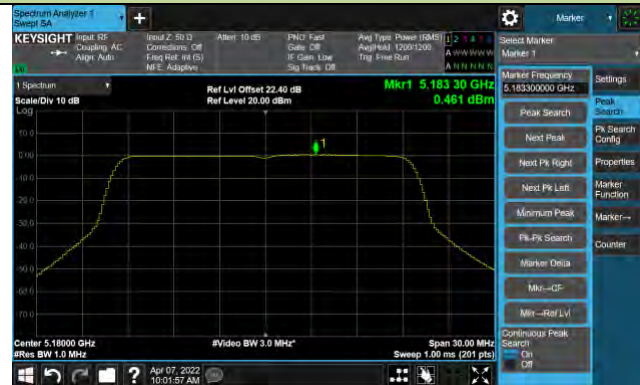 Spectrum Analyzer 1
Swept SA
+
Marker
KEYSIGHT
Input: RF
Coupling: AC
Align: Auto
Input Z: 50 Ω
Corrections: Off
Freq Ref: Int (S)
NFE: Adaptive
Atten: 10 dB
PNO: Fast
Gate: Off
IF Gain: Low
Sig Track: Off
Avg Type: Power (RMS)
Avg|Hold: 1200/1200
Trig: Free Run
1 2 3 4 5 6
A W W W W W
A N N N N N
Select Marker
Marker 1
Marker Frequency
5.183300000 GHz
Settings
Peak Search
Peak
Search
Next Peak
Pk Search
Config
Next Pk Right
Properties
Next Pk Left
Marker
Function
Minimum Peak
Marker→
Pk-Pk Search
Counter
Marker Delta
Mkr→CF
Mkr→Ref Lvl
Continuous Peak
Search
On
Off
1 Spectrum
Scale/Div 10 dB
Log
Ref Lvl Offset 22.40 dB
Ref Level 20.00 dBm
Mkr1 5.183 30 GHz
0.461 dBm
1
10.0
0.00
-10.0
-20.0
-30.0
-40.0
-50.0
-60.0
-70.0
Center 5.18000 GHz
#Res BW 1.0 MHz
#Video BW 3.0 MHz*
Span 30.00 MHz
Sweep 1.00 ms (201 pts)
?
Apr 07, 2022
10:01:57 AM